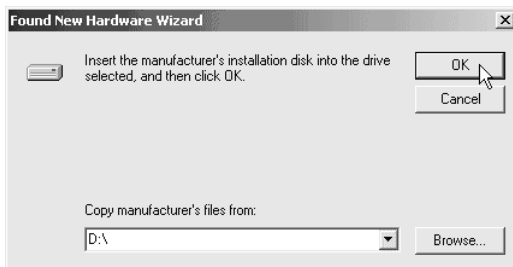 Found New Hardware Wizard
Insert the manufacturer's installation disk into the drive
selected, and then click OK.
OK
Cancel
Copy manufacturer's files from:
D:\
Browse...